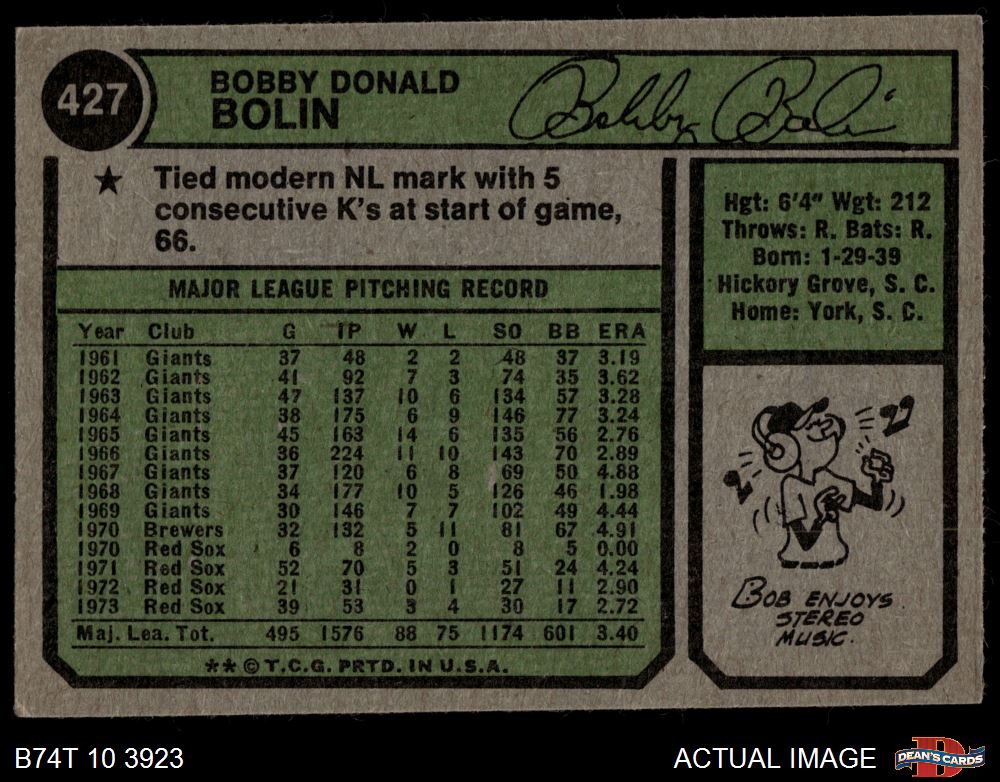 427
BOBBY DONALD
BOLIN
Bobby Bolin
★ Tied modern NL mark with 5
consecutive K's at start of game,
66.
MAJOR LEAGUE PITCHING RECORD
Year Club G IP W L SO BB ERA
1961 Giants 37 48 2 2 48 37 3.19
1962 Giants 41 92 7 3 74 35 3.62
1963 Giants 47 137 10 6 134 57 3.28
1964 Giants 38 175 6 9 146 77 3.24
1965 Giants 45 163 14 6 135 56 2.76
1966 Giants 36 224 11 10 143 70 2.89
1967 Giants 37 120 6 8 69 50 4.88
1968 Giants 34 177 10 5 126 46 1.98
1969 Giants 30 146 7 7 102 49 4.44
1970 Brewers 32 132 5 11 81 67 4.91
1970 Red Sox 6 8 2 0 8 5 0.00
1971 Red Sox 52 70 5 3 51 24 4.24
1972 Red Sox 21 31 0 1 27 11 2.90
1973 Red Sox 39 53 3 4 30 17 2.72
Maj. Lea. Tot. 495 1576 88 75 1174 601 3.40
** © T.C.G. PRTD. IN U.S.A.
Hgt: 6'4" Wgt: 212
Throws: R. Bats: R.
Born: 1-29-39
Hickory Grove, S. C.
Home: York, S. C.
BOB ENJOYS
STEREO
MUSIC.
B74T 10 3923
ACTUAL IMAGE
D
DEAN'S CARDS